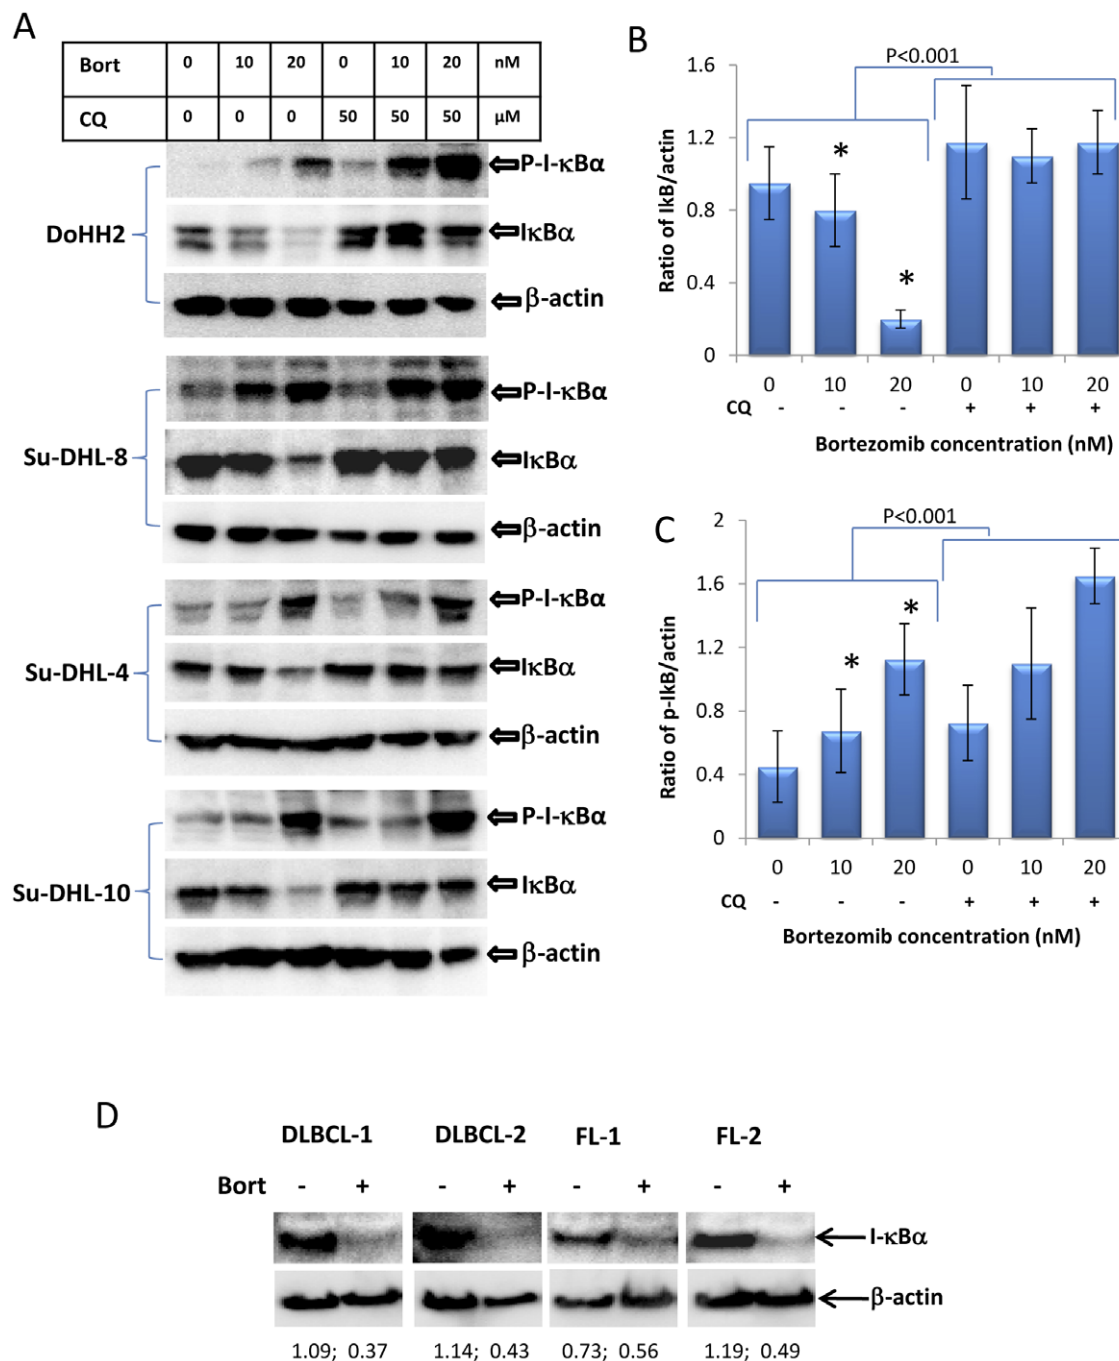 A
Bort 0 10 20 0 10 20 nM
CQ 0 0 0 50 50 50 µM
DoHH2
P-I-κBα
IκBα
β-actin
Su-DHL-8
P-I-κBα
IκBα
β-actin
Su-DHL-4
P-I-κBα
IκBα
β-actin
Su-DHL-10
P-I-κBα
IκBα
β-actin
B
P<0.001
Ratio of IkB/actin
1.6
1.2
0.8
0.4
0
* *
0 10 20 0 10 20
CQ - - - + + +
Bortezomib concentration (nM)
C
P<0.001
Ratio of p-IkB/actin
2
1.6
1.2
0.8
0.4
0
* *
0 10 20 0 10 20
CQ - - - + + +
Bortezomib concentration (nM)
D
DLBCL-1 DLBCL-2 FL-1 FL-2
Bort - + - + - + - +
I-κBα
β-actin
1.09; 0.37 1.14; 0.43 0.73; 0.56 1.19; 0.49